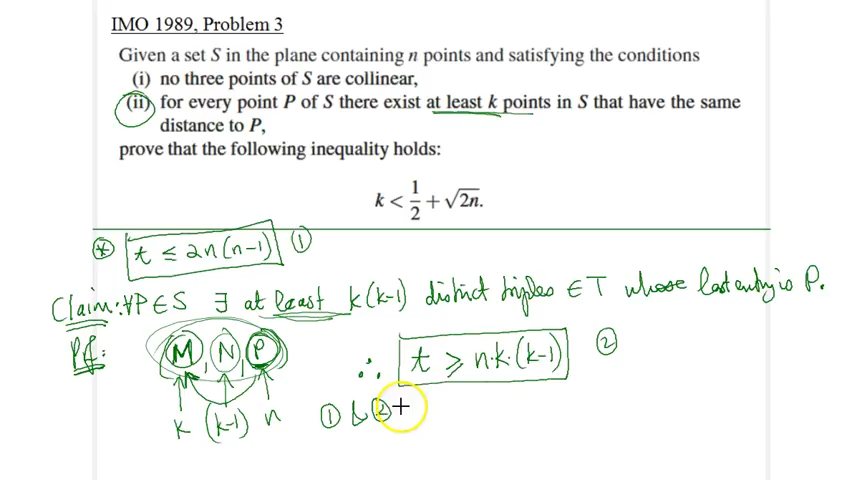 IMO 1989, Problem 3
Given a set S in the plane containing n points and satisfying the conditions
(i) no three points of S are collinear,
(ii) for every point P of S there exist at least k points in S that have the same
distance to P,
prove that the following inequality holds:
k < 1/2 + √2n.
* t ≤ 2n(n-1) ①
Claim: ∀P∈S ∃ at least k(k-1) distinct triples ∈ T whose last entry is P.
Pf: (M, N, P) ∴ t ≥ n·k·(k-1) ②
k (k-1) n ① & ②